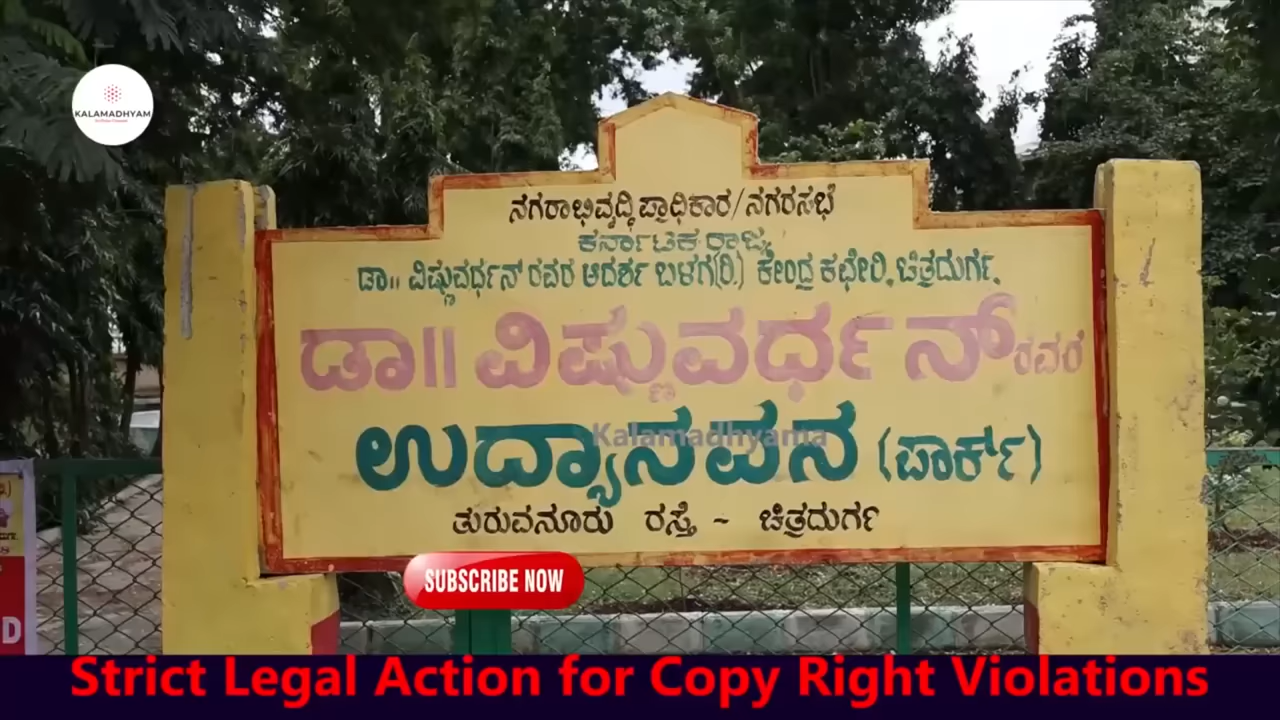 KALAMADHYAM
ನಗರಾಭಿವೃದ್ಧಿ ಪ್ರಾಧಿಕಾರ/ನಗರಸಭೆ
ಕರ್ನಾಟಕ ರಾಜ್ಯ
ಡಾ|| ವಿಷ್ಣುವರ್ಧನ್ ರವರ ಆದರ್ಶ ಬಳಗ(ರಿ.) ಕೇಂದ್ರ ಕಛೇರಿ, ಚಿತ್ರದುರ್ಗ.
ಡಾ|| ವಿಷ್ಣುವರ್ಧನ್ ರವರ
ಉದ್ಯಾನವನ (ಪಾರ್ಕ್)
Kalamadhyama
ತುರುವನೂರು ರಸ್ತೆ - ಚಿತ್ರದುರ್ಗ
SUBSCRIBE NOW
D
Strict Legal Action for Copy Right Violations